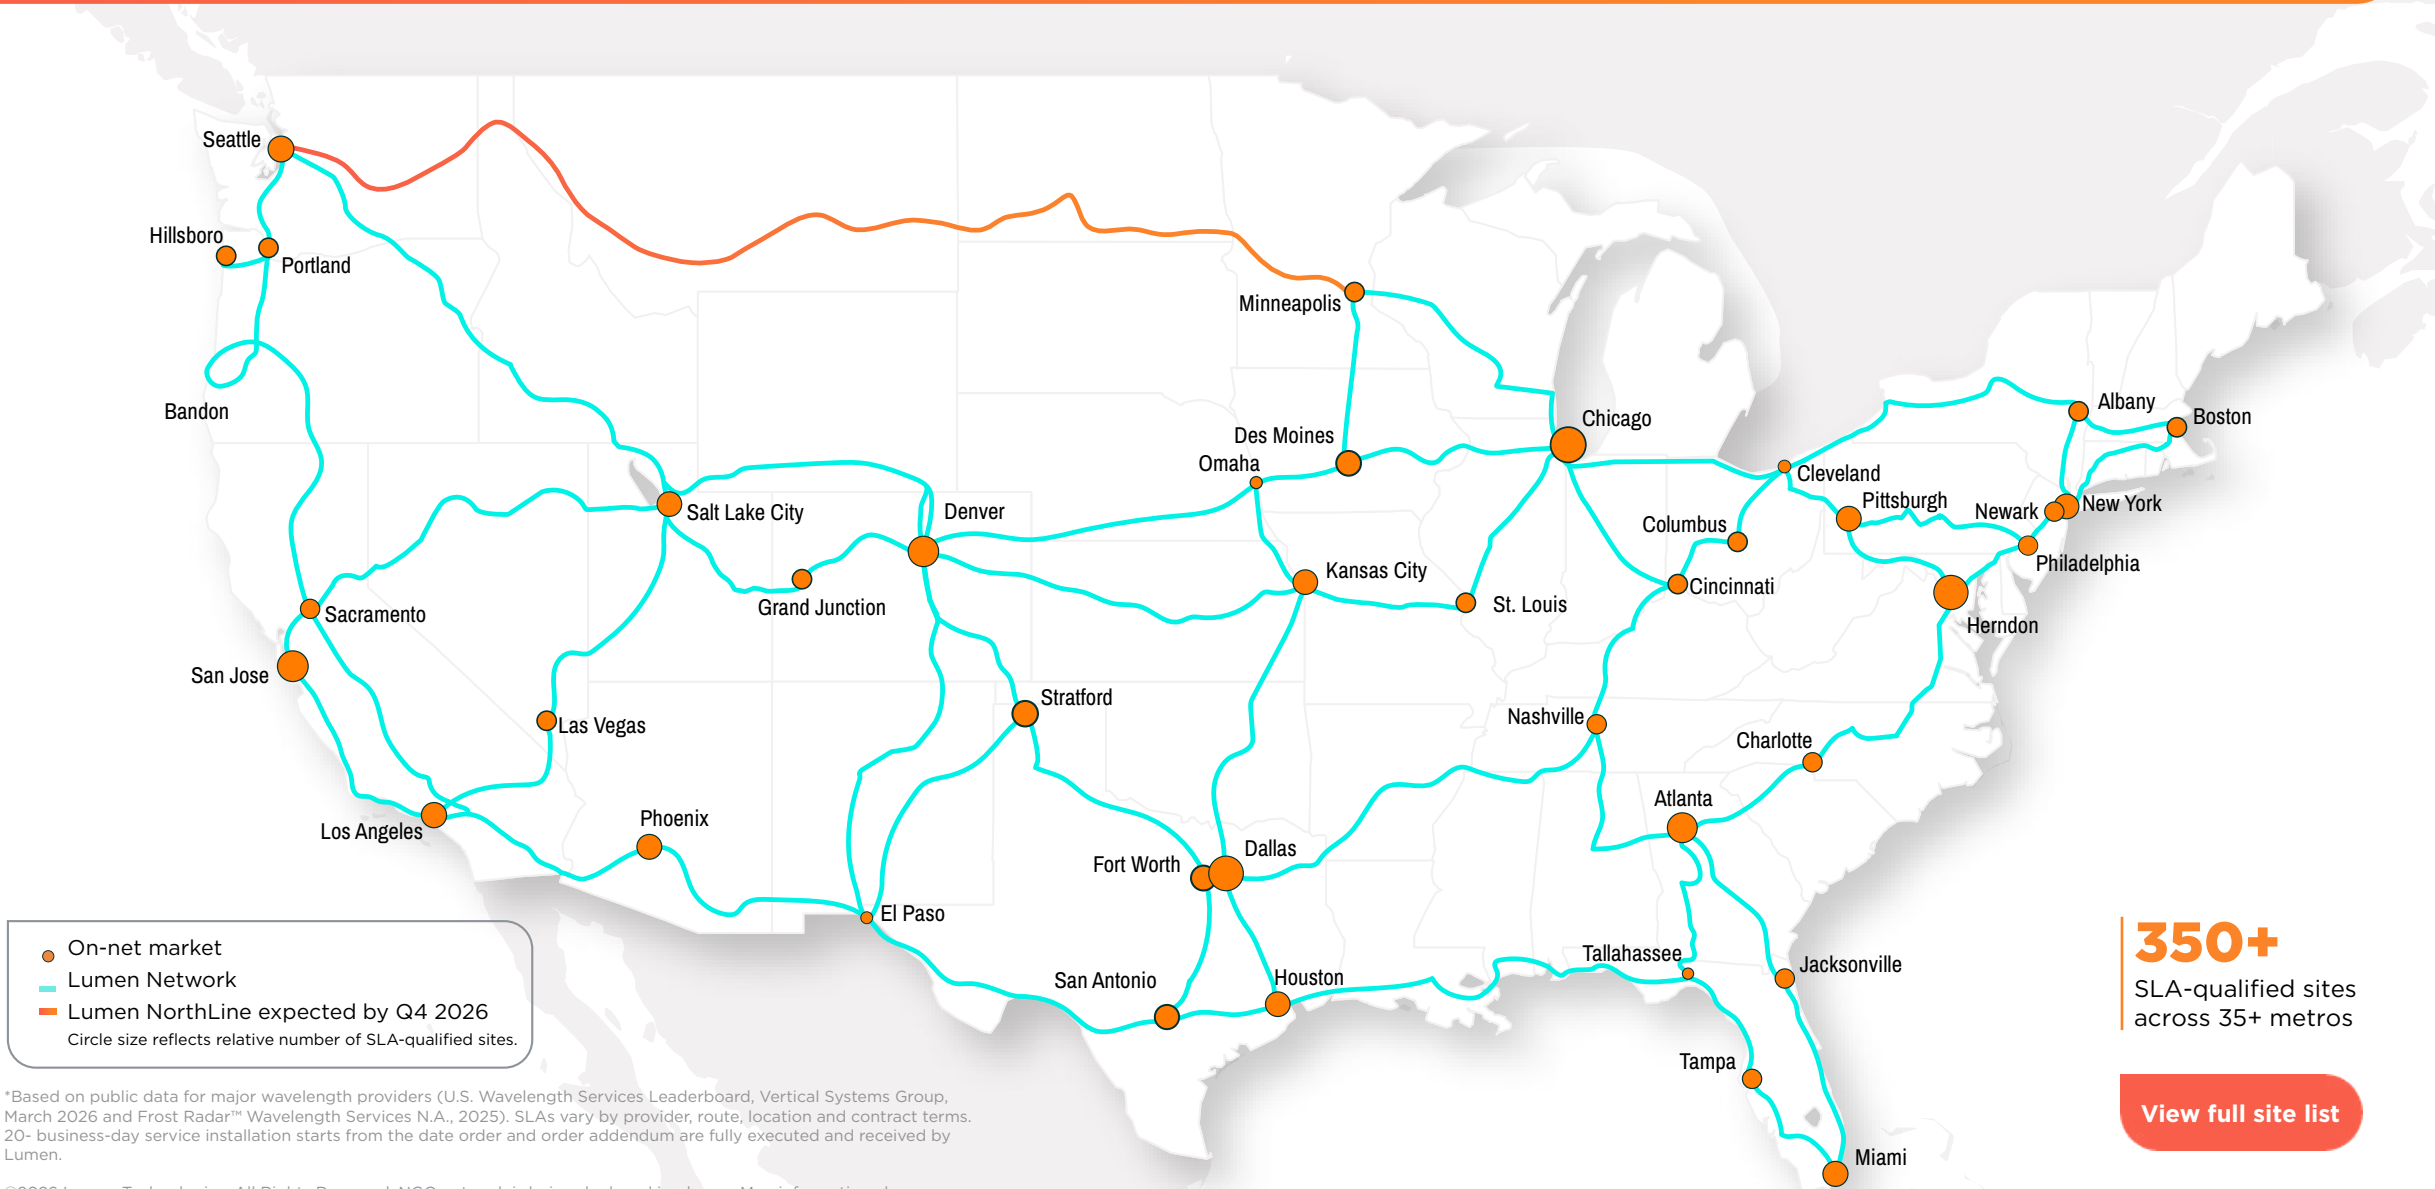 Seattle
Hillsboro
Portland
Bandon
Minneapolis
Chicago
Des Moines
Omaha
Albany
Boston
Cleveland
Pittsburgh
Newark
New York
Columbus
Philadelphia
Salt Lake City
Denver
Kansas City
Cincinnati
Grand Junction
St. Louis
Sacramento
Herndon
San Jose
Stratford
Las Vegas
Nashville
Charlotte
Los Angeles
Phoenix
Atlanta
Dallas
Fort Worth
El Paso
Tallahassee
Jacksonville
San Antonio
Houston
Tampa
Miami
On-net market
Lumen Network
Lumen NorthLine expected by Q4 2026
Circle size reflects relative number of SLA-qualified sites.
350+
SLA-qualified sites
across 35+ metros
View full site list
*Based on public data for major wavelength providers (U.S. Wavelength Services Leaderboard, Vertical Systems Group,
March 2026 and Frost Radar™ Wavelength Services N.A., 2025). SLAs vary by provider, route, location and contract terms.
20- business-day service installation starts from the date order and order addendum are fully executed and received by
Lumen.